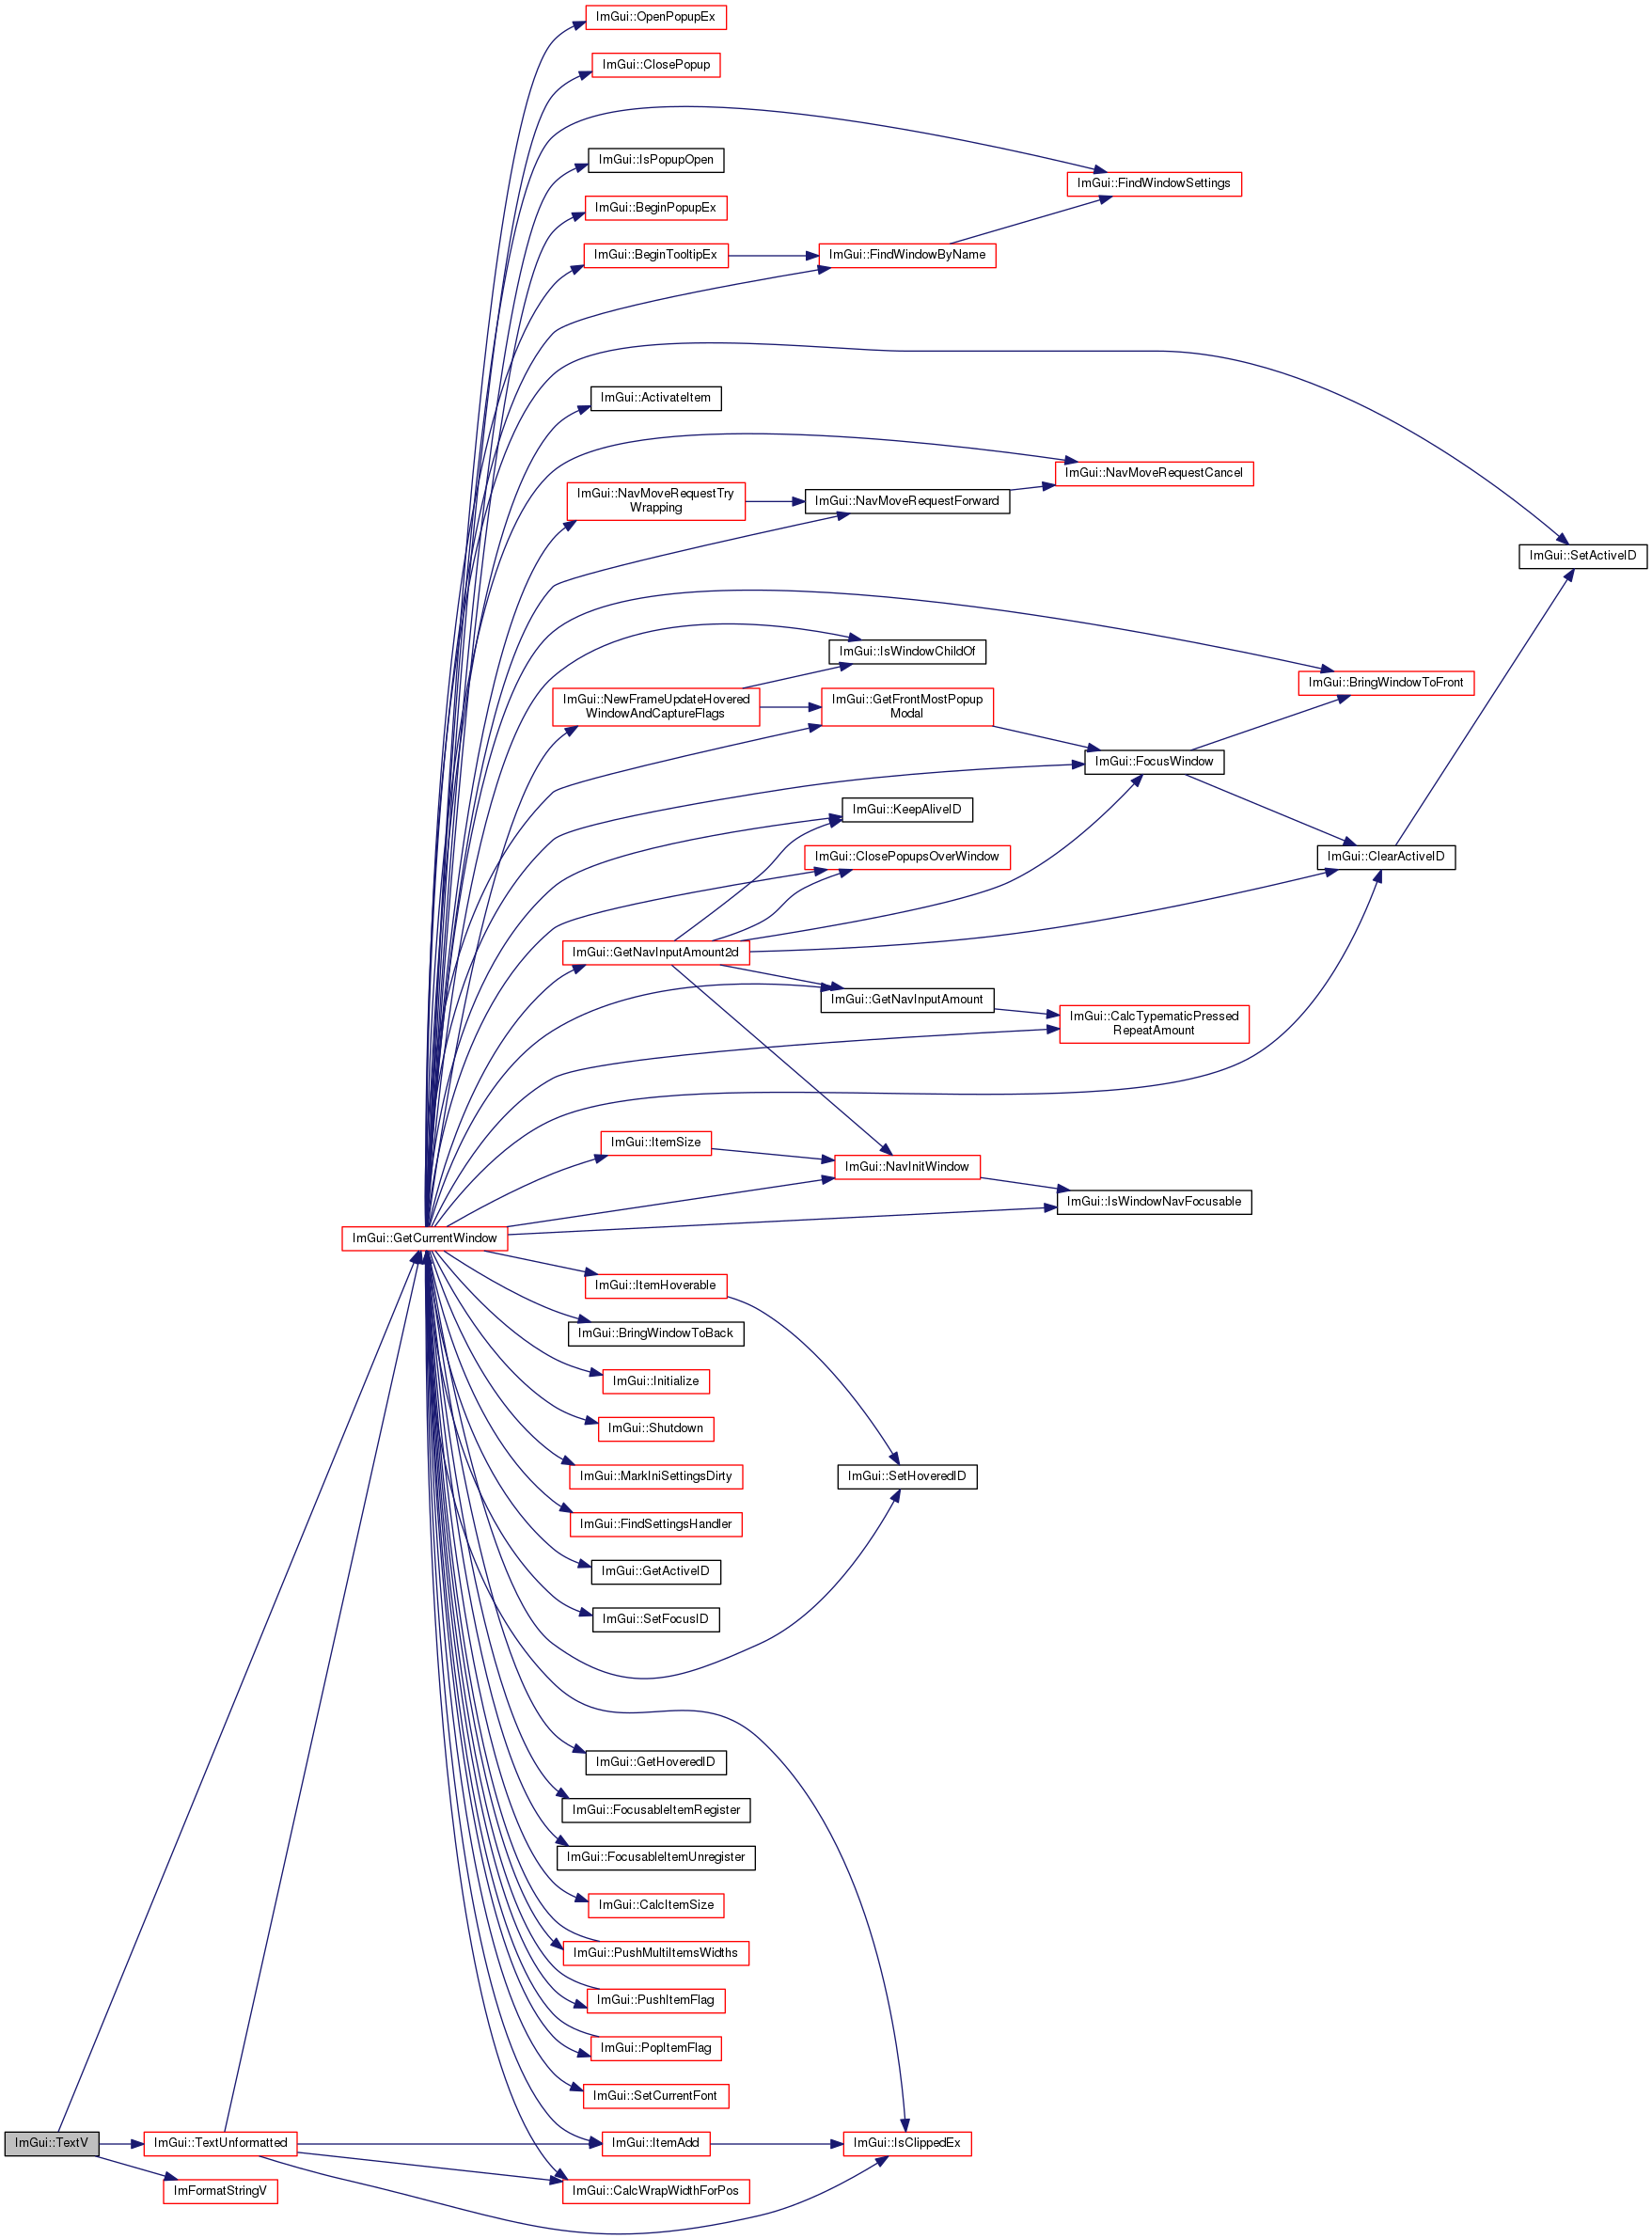 ImGui::OpenPopupEx
ImGui::ClosePopup
ImGui::IsPopupOpen
ImGui::FindWindowSettings
ImGui::BeginPopupEx
ImGui::BeginTooltipEx
ImGui::FindWindowByName
ImGui::ActivateItem
ImGui::NavMoveRequestCancel
ImGui::NavMoveRequestTry
Wrapping
ImGui::NavMoveRequestForward
ImGui::SetActiveID
ImGui::IsWindowChildOf
ImGui::BringWindowToFront
ImGui::NewFrameUpdateHovered
WindowAndCaptureFlags
ImGui::GetFrontMostPopup
Modal
ImGui::FocusWindow
ImGui::KeepAliveID
ImGui::ClosePopupsOverWindow
ImGui::ClearActiveID
ImGui::GetNavInputAmount2d
ImGui::GetNavInputAmount
ImGui::CalcTypematicPressed
RepeatAmount
ImGui::ItemSize
ImGui::NavInitWindow
ImGui::IsWindowNavFocusable
ImGui::GetCurrentWindow
ImGui::ItemHoverable
ImGui::BringWindowToBack
ImGui::Initialize
ImGui::Shutdown
ImGui::MarkIniSettingsDirty
ImGui::SetHoveredID
ImGui::FindSettingsHandler
ImGui::GetActiveID
ImGui::SetFocusID
ImGui::GetHoveredID
ImGui::FocusableItemRegister
ImGui::FocusableItemUnregister
ImGui::CalcItemSize
ImGui::PushMultiItemsWidths
ImGui::PushItemFlag
ImGui::PopItemFlag
ImGui::SetCurrentFont
ImGui::TextV
ImGui::TextUnformatted
ImGui::ItemAdd
ImGui::IsClippedEx
ImFormatStringV
ImGui::CalcWrapWidthForPos